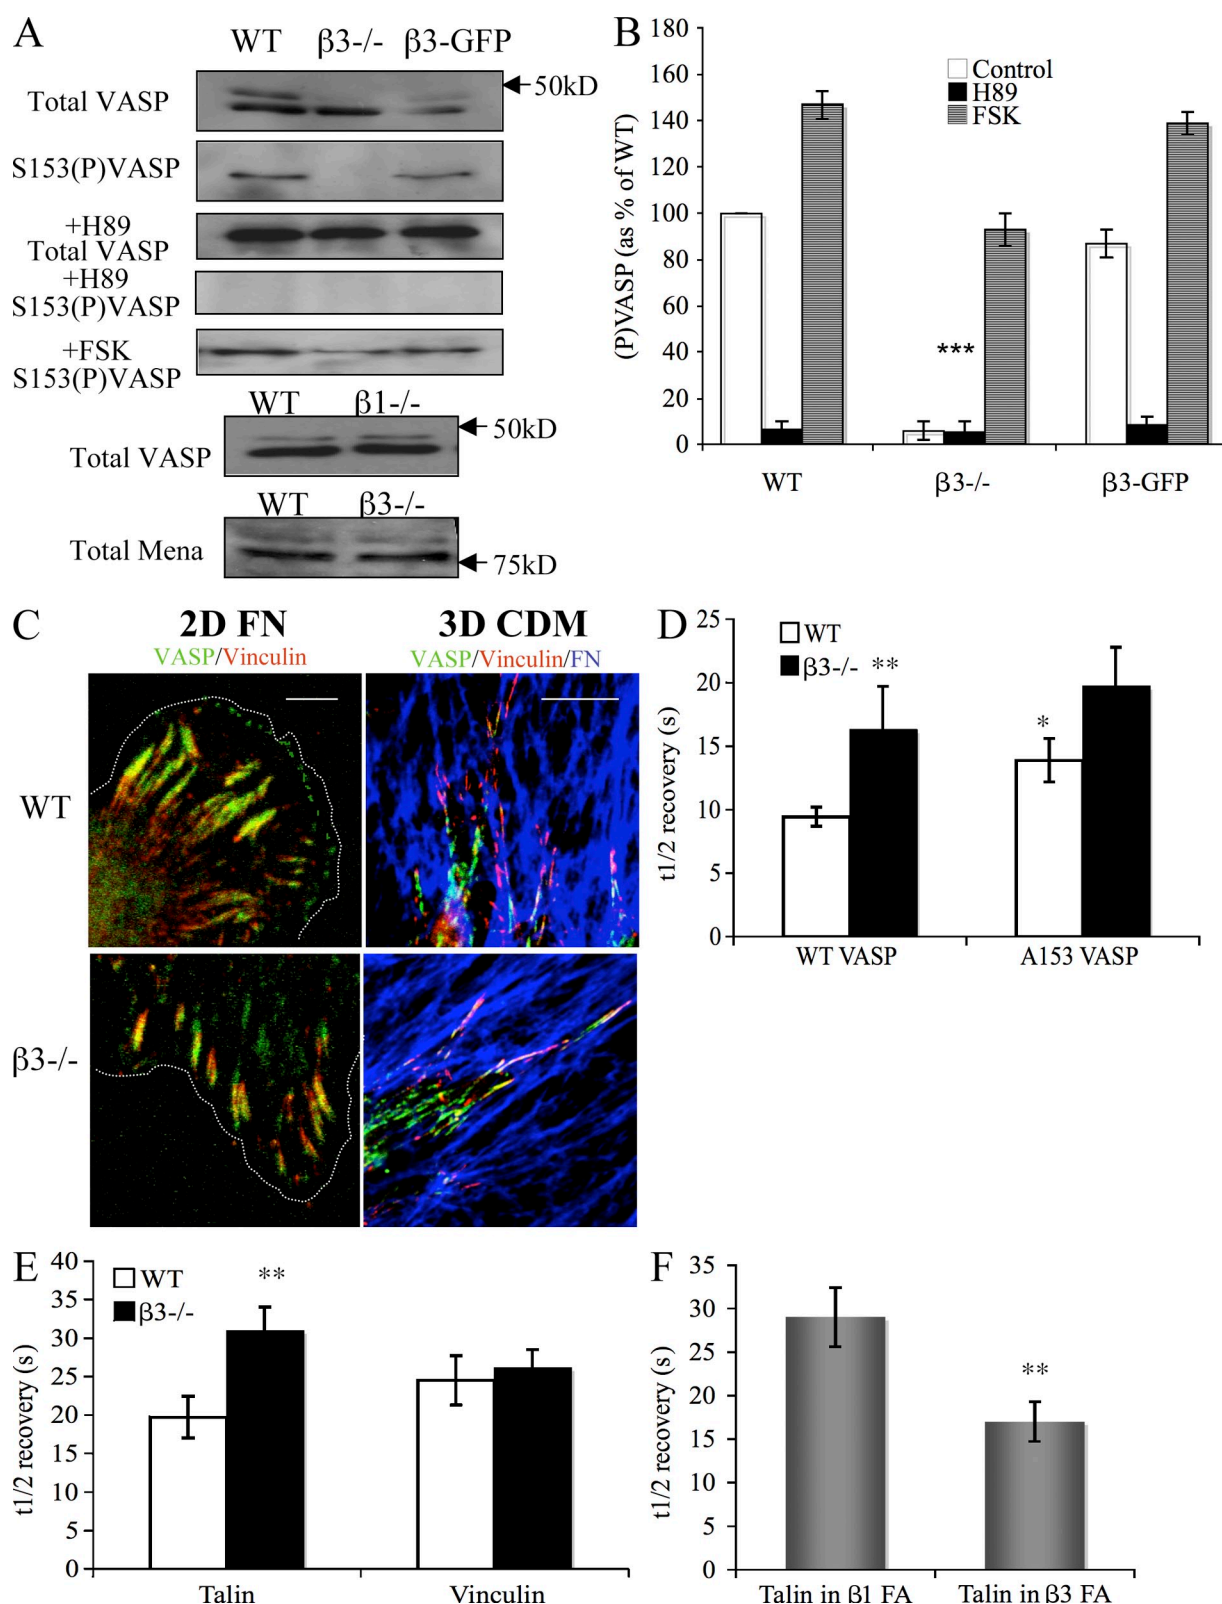 A
WT β3-/- β3-GFP
Total VASP
50kD
S153(P)VASP
+H89
Total VASP
+H89
S153(P)VASP
+FSK
S153(P)VASP
WT β1-/-
Total VASP
50kD
WT β3-/-
Total Mena
75kD
B
(P)VASP (as % of WT)
180
160
140
120
100
80
60
40
20
0
Control
H89
FSK
***
WT β3-/- β3-GFP
C
2D FN 3D CDM
VASP/Vinculin VASP/Vinculin/FN
WT
β3-/-
D
t1/2 recovery (s)
25
20
15
10
5
0
WT
β3-/-
**
*
WT VASP A153 VASP
E
t1/2 recovery (s)
40
35
30
25
20
15
10
5
0
WT
β3-/-
**
Talin Vinculin
F
t1/2 recovery (s)
35
30
25
20
15
10
5
0
**
Talin in β1 FA Talin in β3 FA